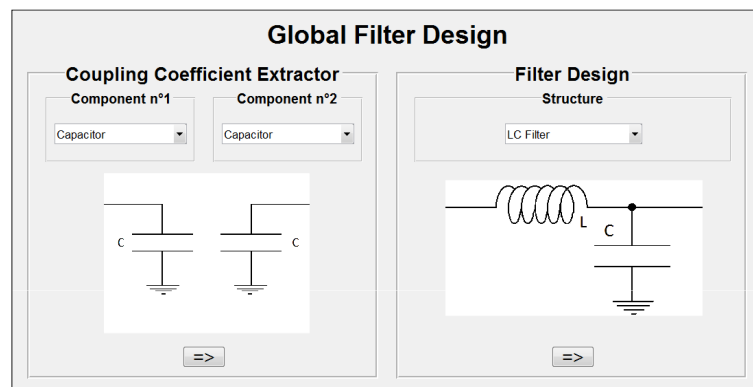 Global Filter Design
Coupling Coefficient Extractor
Component n°1
Component n°2
Capacitor
Capacitor
C
C
=>
Filter Design
Structure
LC Filter
L
C
=>